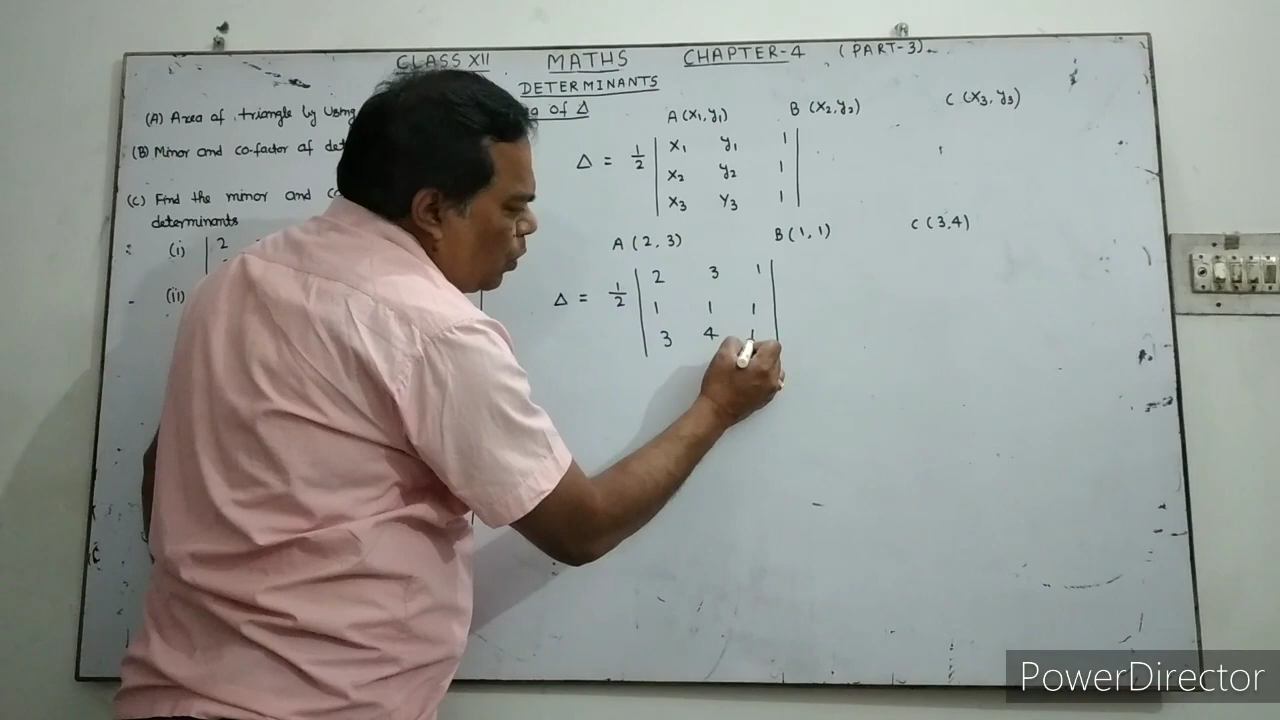 CLASS XII MATHS CHAPTER-4 (PART-3)
DETERMINANTS
(A) Area of triangle by using
of Δ
(B) Minor and co-factor of
(C) Find the minor and
determinants
(i) | 2
(ii)
A (x1, y1) B (x2, y2) C (x3, y3)
Δ = 1/2 | x1 y1 1 |
| x2 y2 1 |
| x3 y3 1 |
A (2, 3) B (1, 1) C (3, 4)
Δ = 1/2 | 2 3 1 |
| 1 1 1 |
| 3 4 1 |
PowerDirector